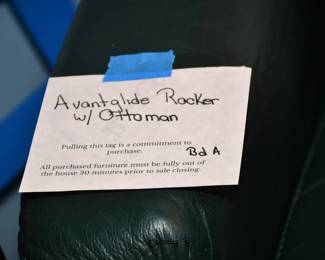 Avantglide Rocker
w/ Ottoman
Pulling this tag is a commitment to
purchase.
Bd A
All purchased furniture must be fully out of
the house 30 minutes prior to sale closing.